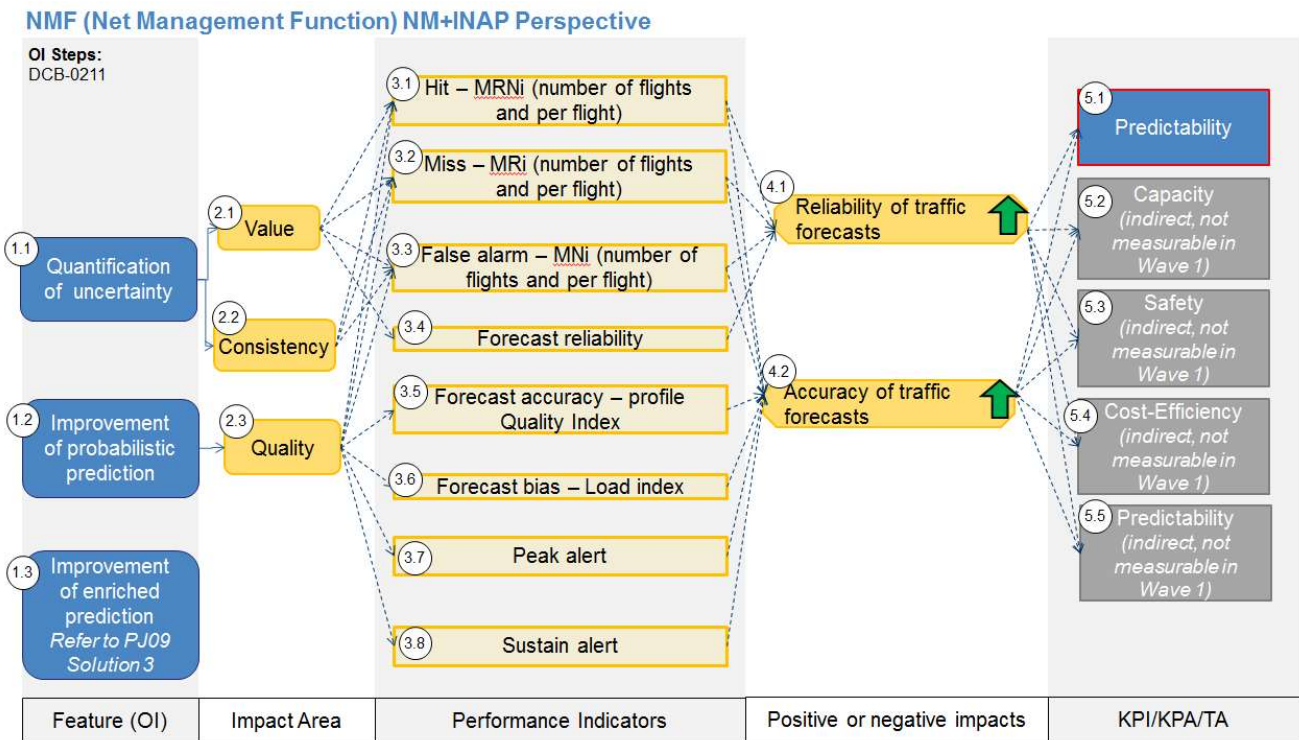 NMF (Net Management Function) NM+INAP Perspective
OI Steps:
DCB-0211
1.1
Quantification
of uncertainty
1.2
Improvement
of probabilistic
prediction
1.3
Improvement
of enriched
prediction
Refer to PJ09
Solution 3
2.1
Value
2.2
Consistency
2.3
Quality
3.1
Hit – MRNi (number of flights
and per flight)
3.2
Miss – MRi (number of flights
and per flight)
3.3
False alarm – MNi (number of
flights and per flight)
3.4
Forecast reliability
3.5
Forecast accuracy – profile
Quality Index
3.6
Forecast bias – Load index
3.7
Peak alert
3.8
Sustain alert
4.1
Reliability of traffic
forecasts
4.2
Accuracy of traffic
forecasts
5.1
Predictability
5.2
Capacity
(indirect, not
measurable in
Wave 1)
5.3
Safety
(indirect, not
measurable in
Wave 1)
5.4
Cost-Efficiency
(indirect, not
measurable in
Wave 1)
5.5
Predictability
(indirect, not
measurable in
Wave 1)
Feature (OI)
Impact Area
Performance Indicators
Positive or negative impacts
KPI/KPA/TA